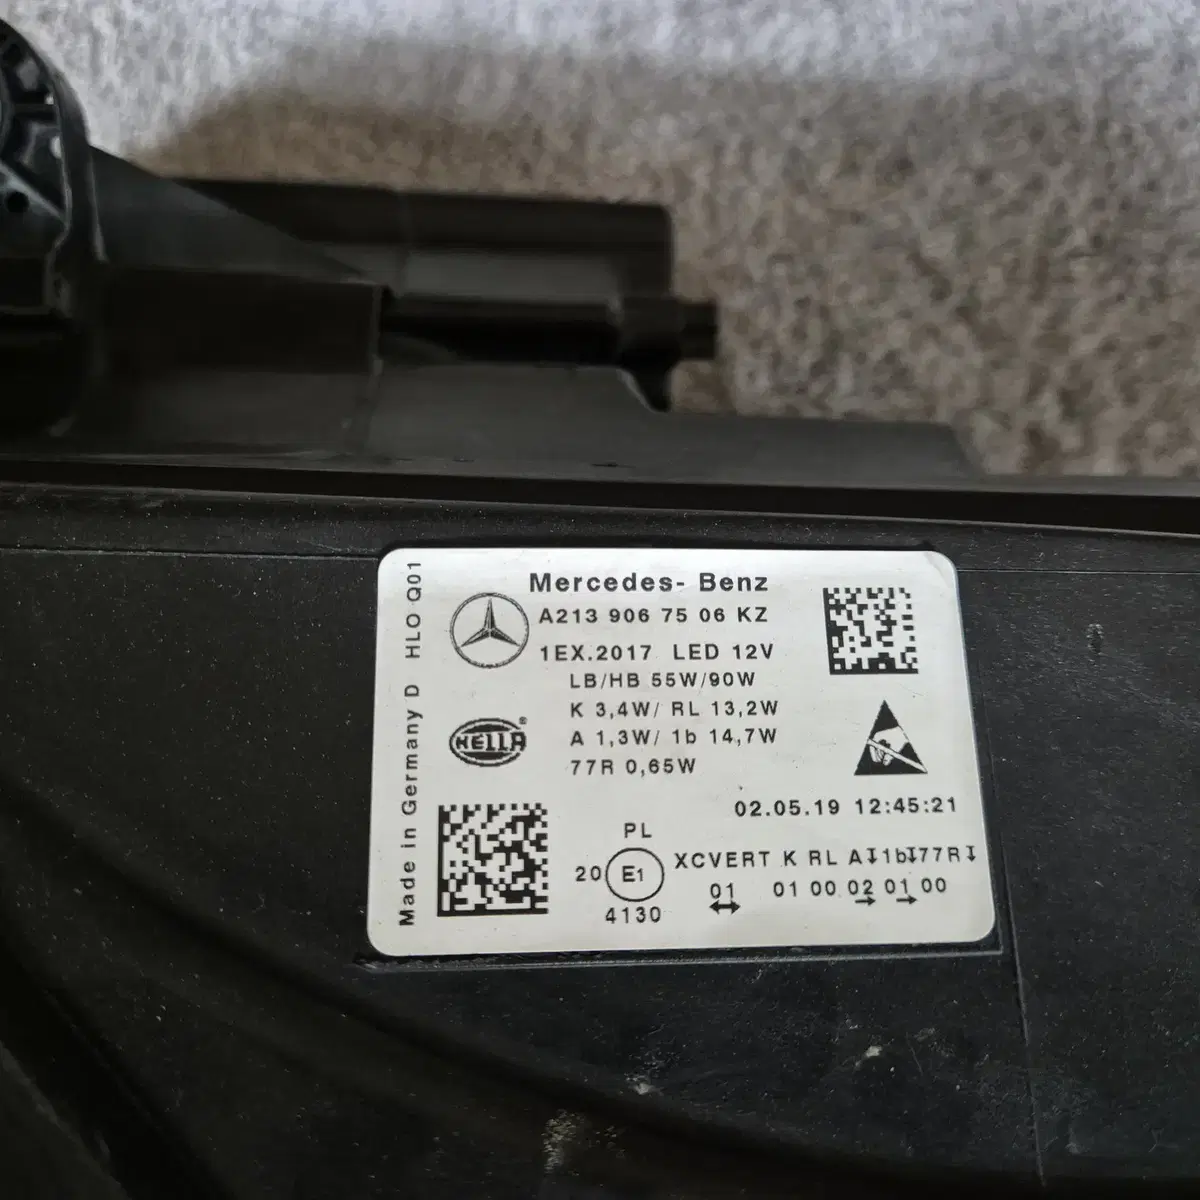 Mercedes- Benz
A213 906 75 06 KZ
1EX.2017 LED 12V
LB/HB 55W/90W
K 3,4W/ RL 13,2W
A 1,3W/ 1b 14,7W
77R 0,65W
HELLA®
Made in Germany D HLO Q01
02.05.19 12:45:21
PL
20 E1
4130
XCVERT K RL A↧1b↧77R↧
01 01 00 02 01 00